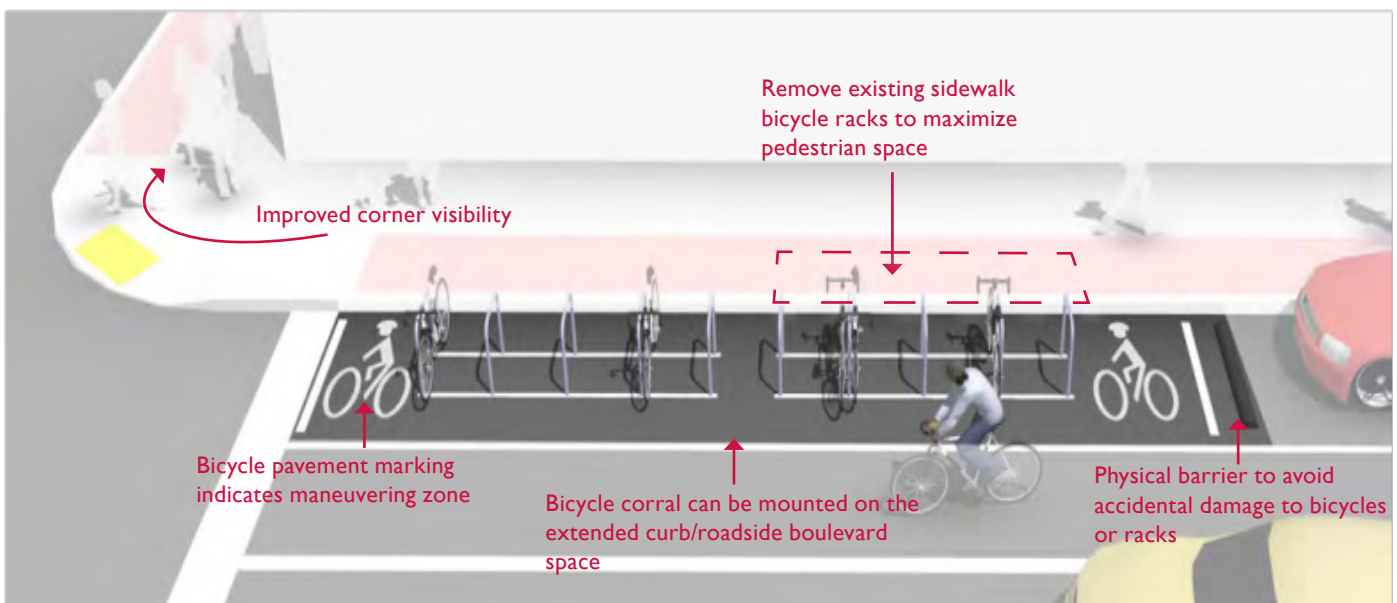 Remove existing sidewalk
bicycle racks to maximize
pedestrian space
Improved corner visibility
Bicycle pavement marking
indicates maneuvering zone
Bicycle corral can be mounted on the
extended curb/roadside boulevard
space
Physical barrier to avoid
accidental damage to bicycles
or racks